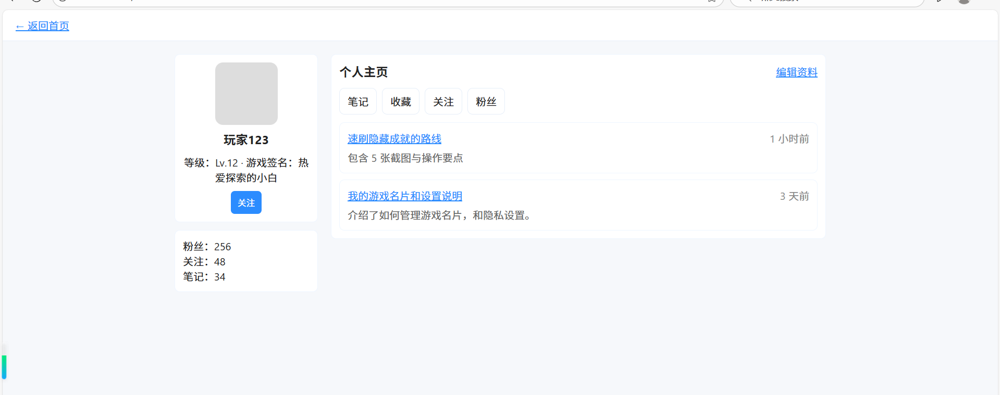 ← 返回首页
玩家123
等级：Lv.12 · 游戏签名：热
爱探索的小白
关注
粉丝：256
关注：48
笔记：34
个人主页
编辑资料
笔记
收藏
关注
粉丝
速刷隐藏成就的路线
1 小时前
包含 5 张截图与操作要点
我的游戏名片和设置说明
3 天前
介绍了如何管理游戏名片，和隐私设置。